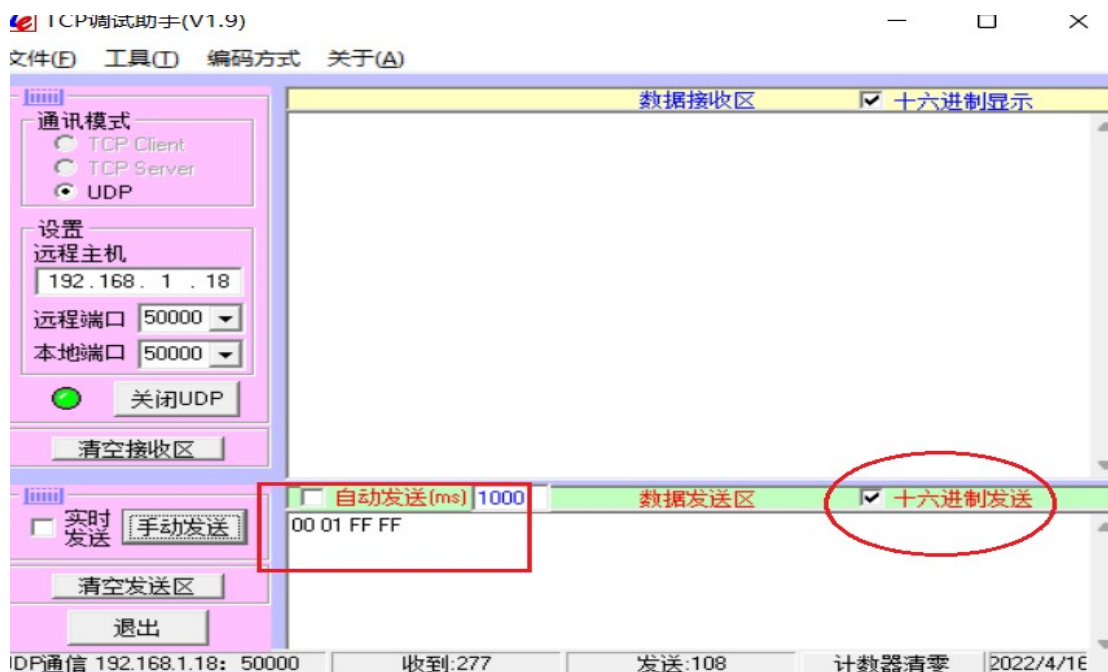 TCP调试助手(V1.9)
文件(F) 工具(T) 编码方式 关于(A)
通讯模式
TCP Client
TCP Server
UDP
设置
远程主机
192.168. 1 . 18
远程端口 50000
本地端口 50000
关闭UDP
清空接收区
数据接收区 十六进制显示
自动发送(ms) 1000 数据发送区 十六进制发送
00 01 FF FF
实时发送 手动发送
清空发送区
退出
UDP通信 192.168.1.18: 50000 收到:277 发送:108 计数器清零 2022/4/16